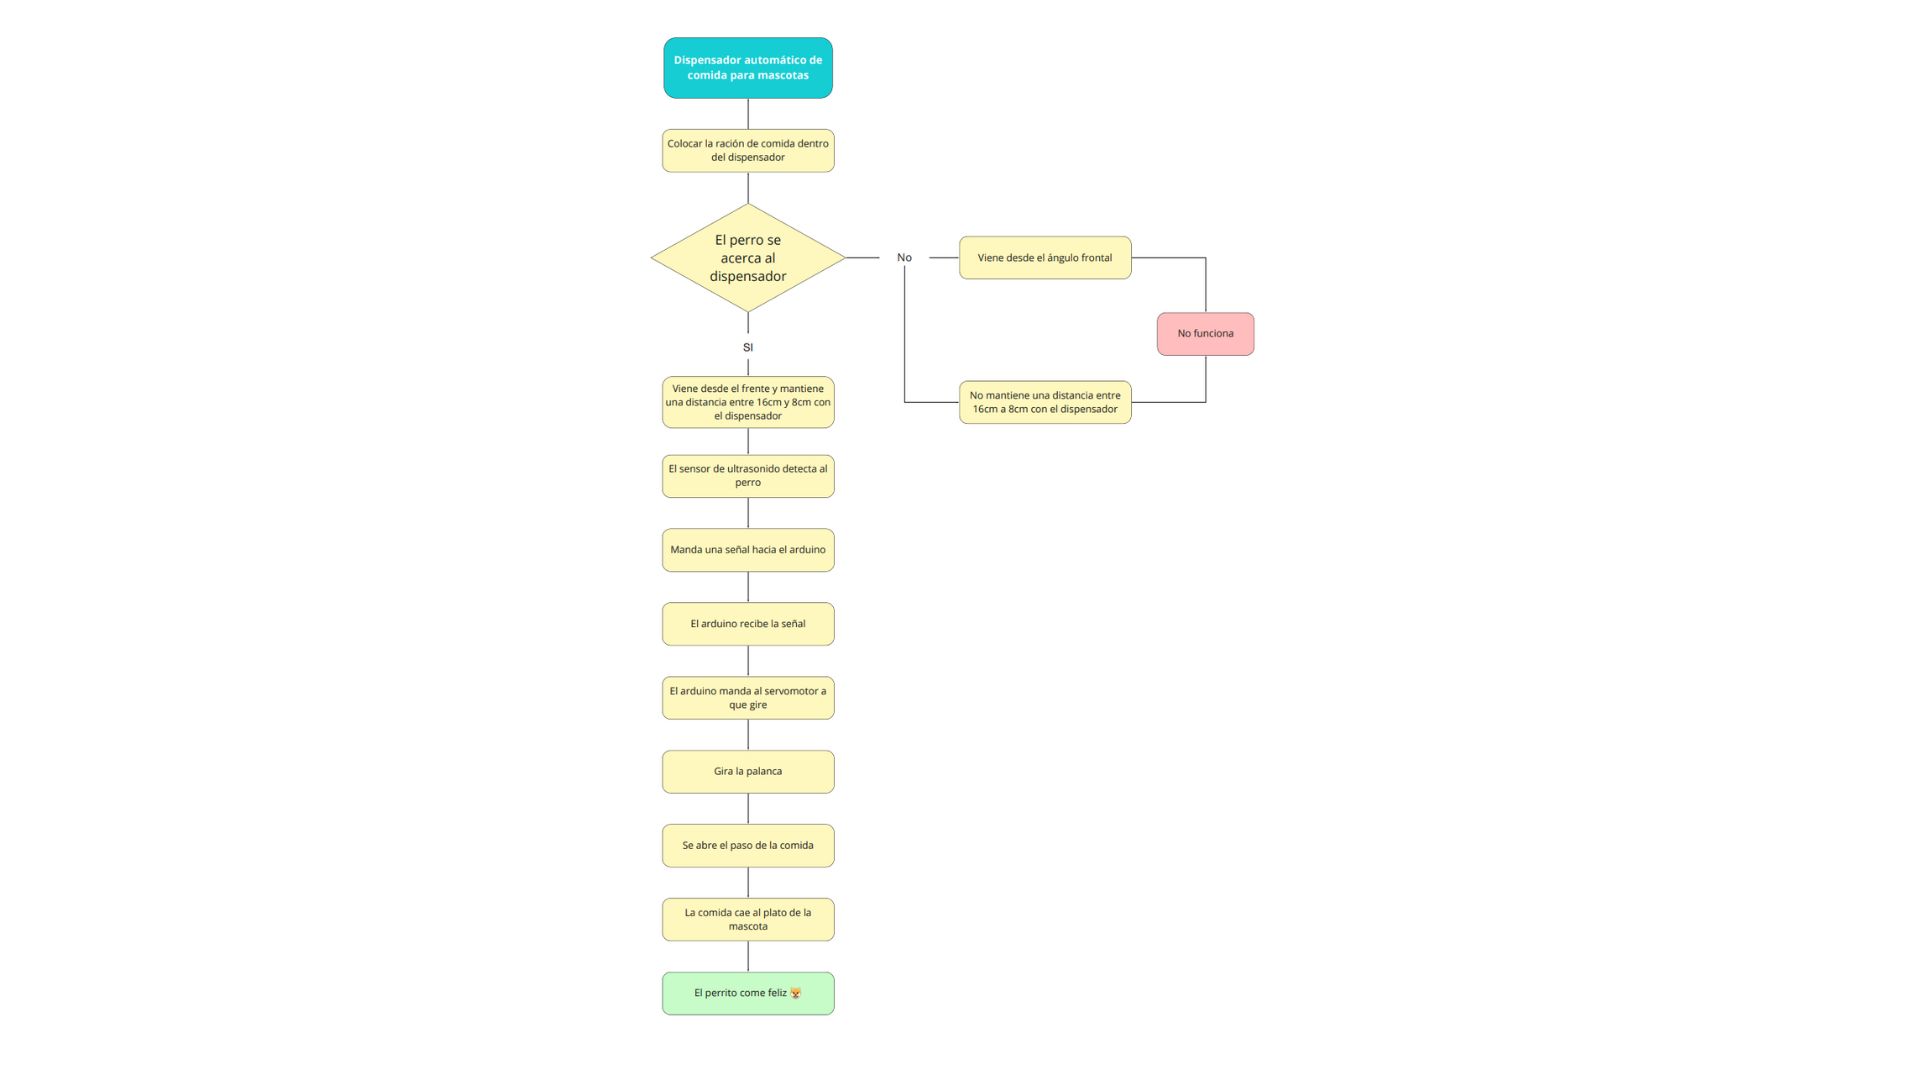 Dispensador automático de
comida para mascotas
Colocar la ración de comida dentro
del dispensador
El perro se
acerca al
dispensador
No
Viene desde el ángulo frontal
No funciona
SI
Viene desde el frente y mantiene
una distancia entre 16cm y 8cm con
el dispensador
No mantiene una distancia entre
16cm a 8cm con el dispensador
El sensor de ultrasonido detecta al
perro
Manda una señal hacia el arduino
El arduino recibe la señal
El arduino manda al servomotor a
que gire
Gira la palanca
Se abre el paso de la comida
La comida cae al plato de la
mascota
El perrito come feliz